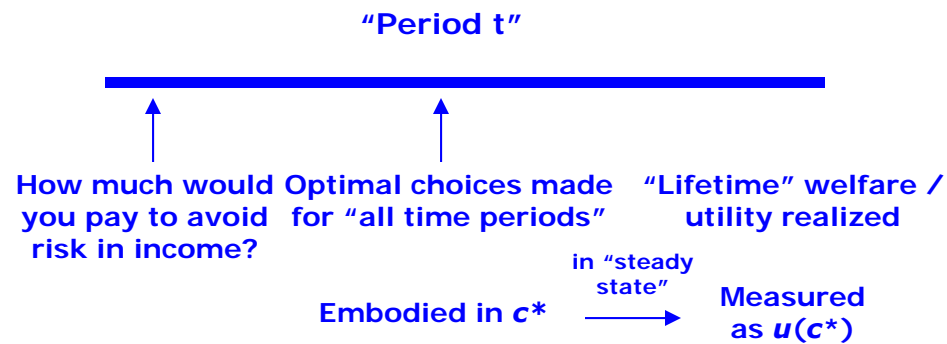 “Period t”
How much would
you pay to avoid
risk in income?
Optimal choices made
for “all time periods”
“Lifetime” welfare /
utility realized
Embodied in c*
in “steady
state”
Measured
as u(c*)